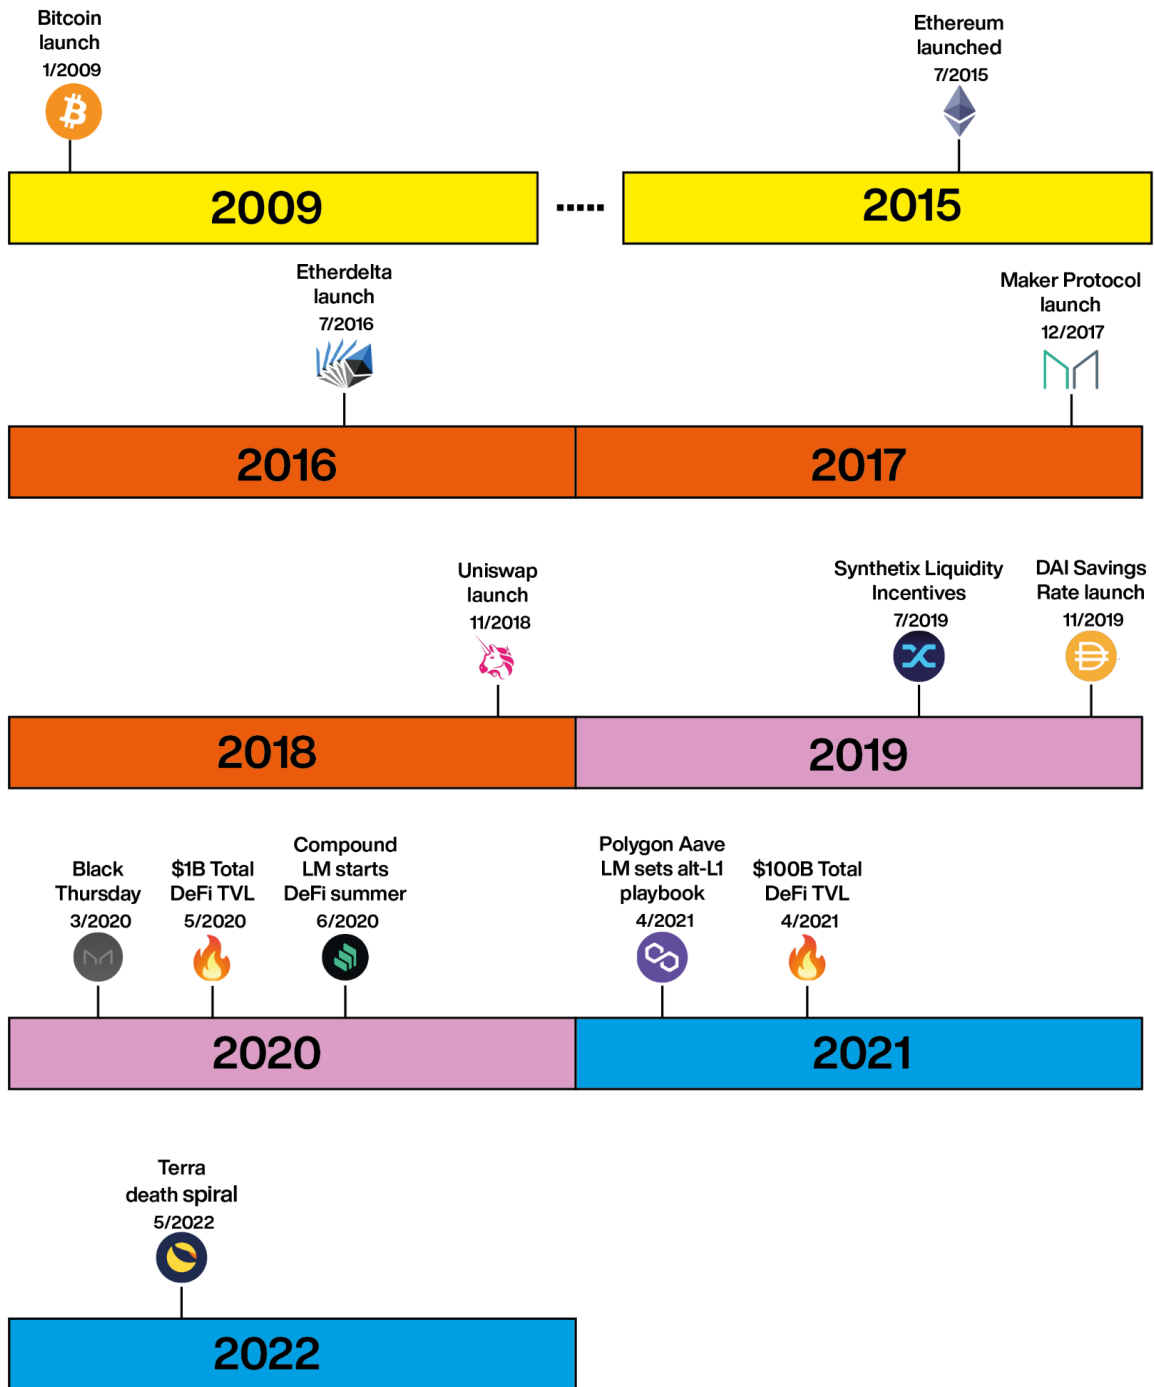 Bitcoin
launch
1/2009
Ethereum
launched
7/2015
2009
.....
2015
Etherdelta
launch
7/2016
Maker Protocol
launch
12/2017
2016
2017
Uniswap
launch
11/2018
Synthetix Liquidity
Incentives
7/2019
DAI Savings
Rate launch
11/2019
2018
2019
Black
Thursday
3/2020
$1B Total
DeFi TVL
5/2020
Compound
LM starts
DeFi summer
6/2020
Polygon Aave
LM sets alt-L1
playbook
4/2021
$100B Total
DeFi TVL
4/2021
2020
2021
Terra
death spiral
5/2022
2022